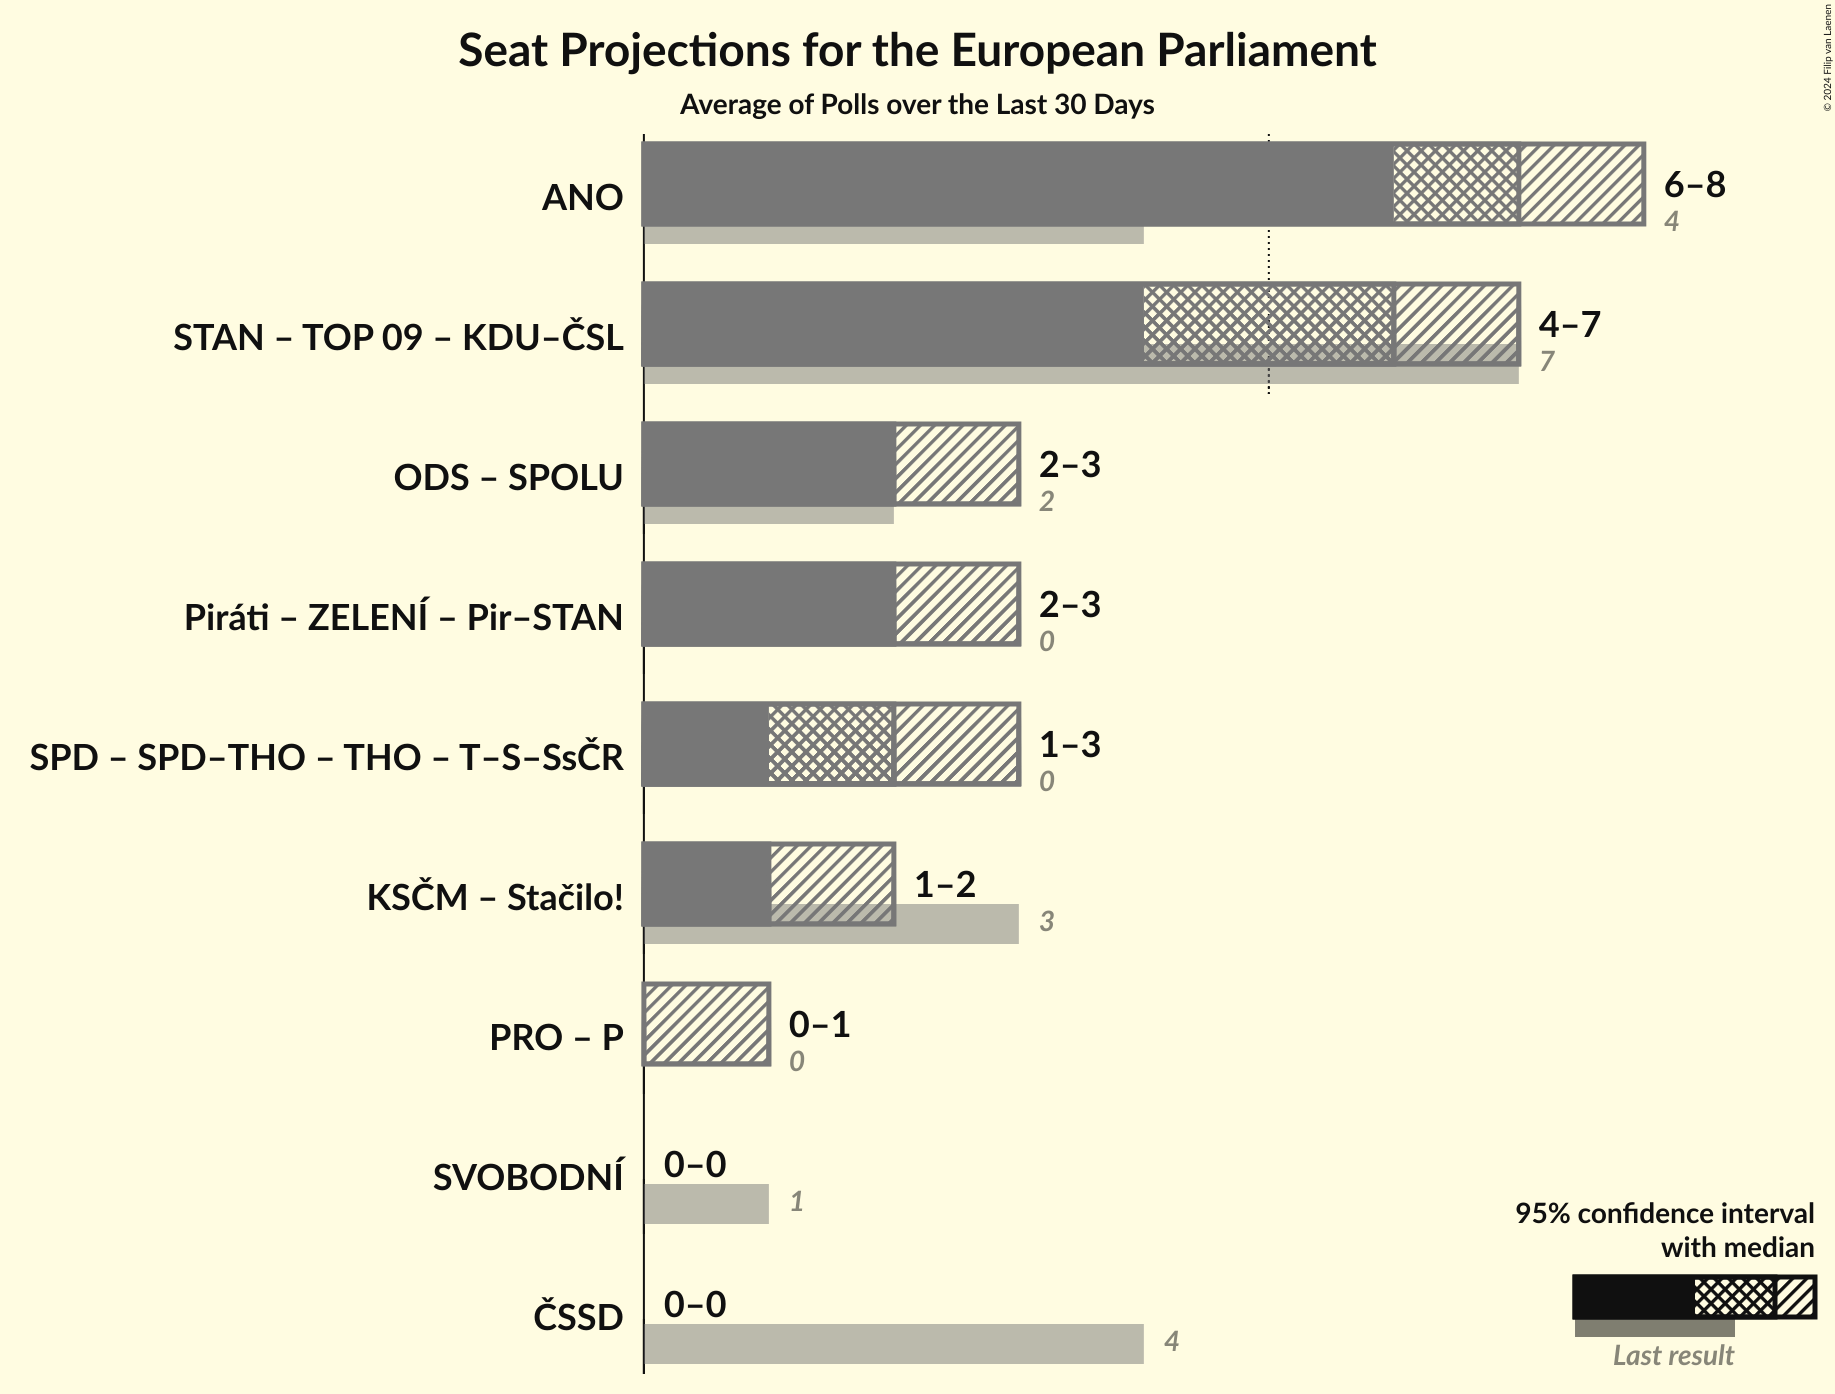 Seat Projections for the European Parliament
Average of Polls over the Last 30 Days
© 2024 Filip van Laenen
ANO
6–8
4
STAN – TOP 09 – KDU–ČSL
4–7
7
ODS – SPOLU
2–3
2
Piráti – ZELENÍ – Pir–STAN
2–3
0
SPD – SPD–THO – THO – T–S–SsČR
1–3
0
KSČM – Stačilo!
1–2
3
PRO – P
0–1
0
SVOBODNÍ
0–0
1
ČSSD
0–0
4
95% confidence interval
with median
Last result